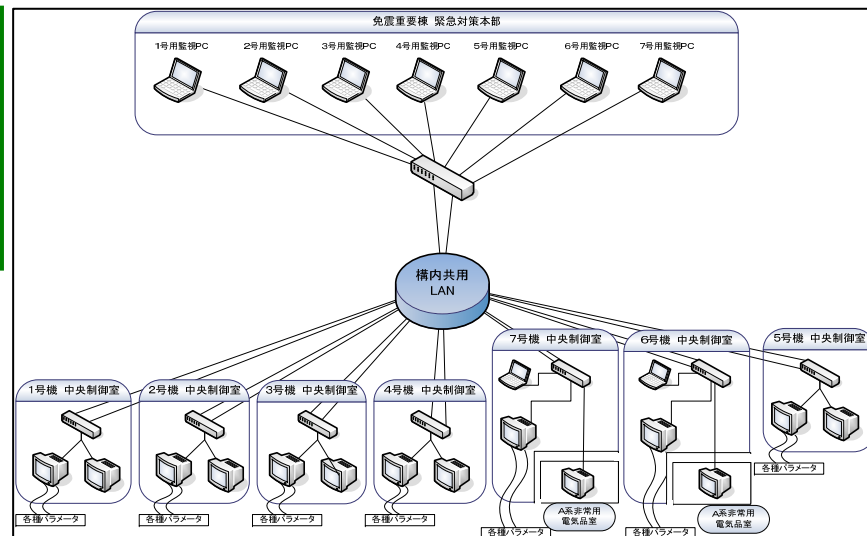 免震重要棟 緊急対策本部
1号用監視PC
2号用監視PC
3号用監視PC
4号用監視PC
5号用監視PC
6号用監視PC
7号用監視PC
構内共用
LAN
1号機 中央制御室
2号機 中央制御室
3号機 中央制御室
4号機 中央制御室
7号機 中央制御室
6号機 中央制御室
5号機 中央制御室
各種パラメータ
各種パラメータ
各種パラメータ
各種パラメータ
各種パラメータ
A系非常用
電気品室
各種パラメータ
A系非常用
電気品室
各種パラメータ